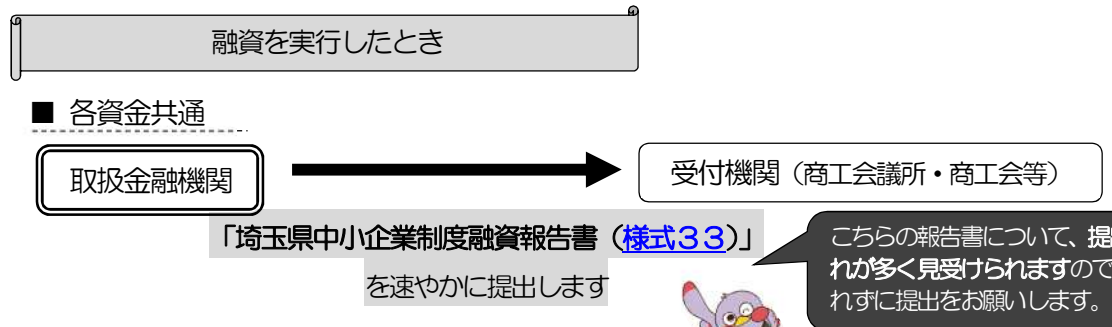 融資を実行したとき
■ 各資金共通
取扱金融機関
受付機関（商工会議所・商工会等）
「埼玉県中小企業制度融資報告書（様式３３）」
を速やかに提出します
こちらの報告書について、提
れが多く見受けられますので
れずに提出をお願いします。